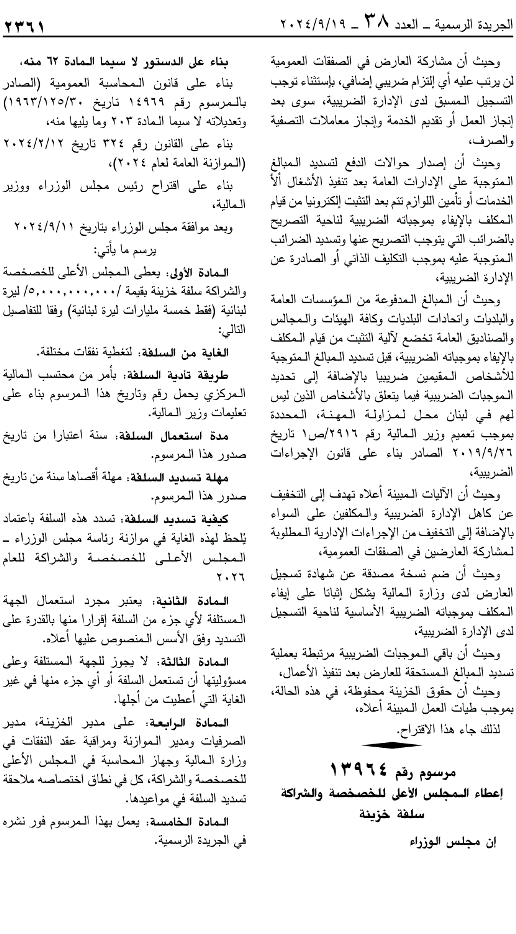 الجريدة الرسمية ــ العدد ٣٨ ــ ٢٠٢٤/٩/١٩
٢٣٦١
وحيث أن مشاركة العارض في الصفقات العمومية
لن يرتب عليه أي إلتزام ضريبي إضافي، بإستثناء توجب
التسجيل المسبق لدى الإدارة الضريبية، سوى بعد
إنجاز العمل أو تقديم الخدمة وإنجاز معاملات التصفية
والصرف،
وحيث أن إصدار حوالات الدفع لتسديد المبالغ
المتوجبة على الإدارات العامة بعد تنفيذ الأشغال أو
الخدمات أو تأمين اللوازم تتم بعد التثبت إلكترونيا من قيام
المكلف بالإيفاء بموجباته الضريبية لناحية التصريح
بالضرائب التي يتوجب التصريح عنها وتسديد الضرائب
المتوجبة عليه بموجب التكليف الذاتي أو الصادرة عن
الإدارة الضريبية،
وحيث أن المبالغ المدفوعة من المؤسسات العامة
والبلديات واتحادات البلديات وكافة الهيئات والمجالس
والصناديق العامة تخضع لآلية التثبت من قيام المكلف
بالإيفاء بموجباته الضريبية، قبل تسديد المبالغ المتوجبة
للأشخاص المقيمين ضريبيا بالإضافة إلى تحديد
الموجبات الضريبية فيما يتعلق بالأشخاص الذين ليس
لهم في لبنان محل لمزاولة المهنة، المحددة
بموجب تعميم وزير المالية رقم ٢٩١٦/ص١ تاريخ
٢٠١٩/٩/٢٦ الصادر بناء على قانون الإجراءات
الضريبية،
وحيث أن الآليات المبينة أعلاه تهدف إلى التخفيف
عن كاهل الإدارة الضريبية والمكلفين على السواء
بالإضافة إلى التخفيف من الإجراءات الإدارية المطلوبة
لمشاركة العارضين في الصفقات العمومية،
وحيث أن ضم نسخة مصدقة عن شهادة تسجيل
العارض لدى وزارة المالية يشكل إثباتا على إيفاء
المكلف بموجباته الضريبية الأساسية لناحية التسجيل
لدى الإدارة الضريبية،
وحيث أن باقي الموجبات الضريبية مرتبطة بعملية
تسديد المبالغ المستحقة للعارض بعد تنفيذ الأعمال،
وحيث أن حقوق الخزينة محفوظة، في هذه الحالة،
بموجب طيات العمل المبينة أعلاه،
لذلك جاء هذا الاقتراح.
مرسوم رقم ١٣٩٦٤
إعطاء المجلس الأعلى للخصخصة والشراكة
سلفة خزينة
إن مجلس الوزراء
بناء على الدستور لا سيما المادة ٦٢ منه،
بناء على قانون المحاسبة العمومية (الصادر
بالمرسوم رقم ١٤٩٦٩ تاريخ ١٩٦٣/١٢٥/٣٠)
وتعديلاته لا سيما المادة ٢٠٣ وما يليها منه،
بناء على القانون رقم ٣٢٤ تاريخ ٢٠٢٤/٢/١٢
(الموازنة العامة لعام ٢٠٢٤)،
بناء على اقتراح رئيس مجلس الوزراء ووزير
المالية،
وبعد موافقة مجلس الوزراء بتاريخ ٢٠٢٤/٩/١١
يرسم ما يأتي:
المادة الأولى: يعطى المجلس الأعلى للخصخصة
والشراكة سلفة خزينة بقيمة /٥,٠٠٠,٠٠٠,٠٠٠/ ليرة
لبنانية (فقط خمسة مليارات ليرة لبنانية) وفقا للتفاصيل
التالي:
الغاية من السلفة: لتغطية نفقات مختلفة.
طريقة تأدية السلفة: بأمر من محتسب المالية
المركزي يحمل رقم وتاريخ هذا المرسوم بناء على
تعليمات وزير المالية.
مدة استعمال السلفة: سنة اعتبارا من تاريخ
صدور هذا المرسوم.
مهلة تسديد السلفة: مهلة أقصاها سنة من تاريخ
صدور هذا المرسوم.
كيفية تسديد السلفة: تسدد هذه السلفة باعتماد
يُلحظ لهذه الغاية في موازنة رئاسة مجلس الوزراء ــ
المجلس الأعلى للخصخصة والشراكة للعام
٢٠٢٦
المادة الثانية: يعتبر مجرد استعمال الجهة
المستلفة لأي جزء من السلفة إقرارا منها بالقدرة على
التسديد وفق الأسس المنصوص عليها أعلاه.
المادة الثالثة: لا يجوز للجهة المستلفة وعلى
مسؤوليتها أن تستعمل السلفة أو أي جزء منها في غير
الغاية التي أعطيت من أجلها.
المادة الرابعة: على مدير الخزينة، مدير
الصرفيات ومدير الموازنة ومراقبة عقد النفقات في
وزارة المالية وجهاز المحاسبة في المجلس الأعلى
للخصخصة والشراكة، كل في نطاق اختصاصه ملاحقة
تسديد السلفة في مواعيدها.
المادة الخامسة: يعمل بهذا المرسوم فور نشره
في الجريدة الرسمية.